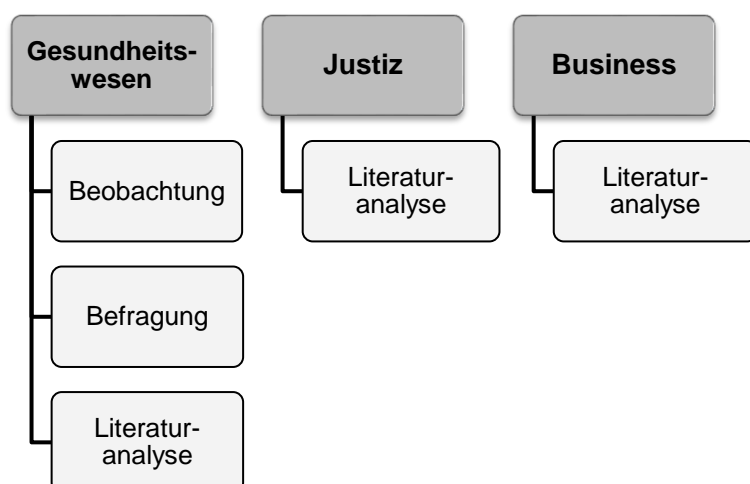 Gesundheits-
wesen
Beobachtung
Befragung
Literatur-
analyse
Justiz
Literatur-
analyse
Business
Literatur-
analyse